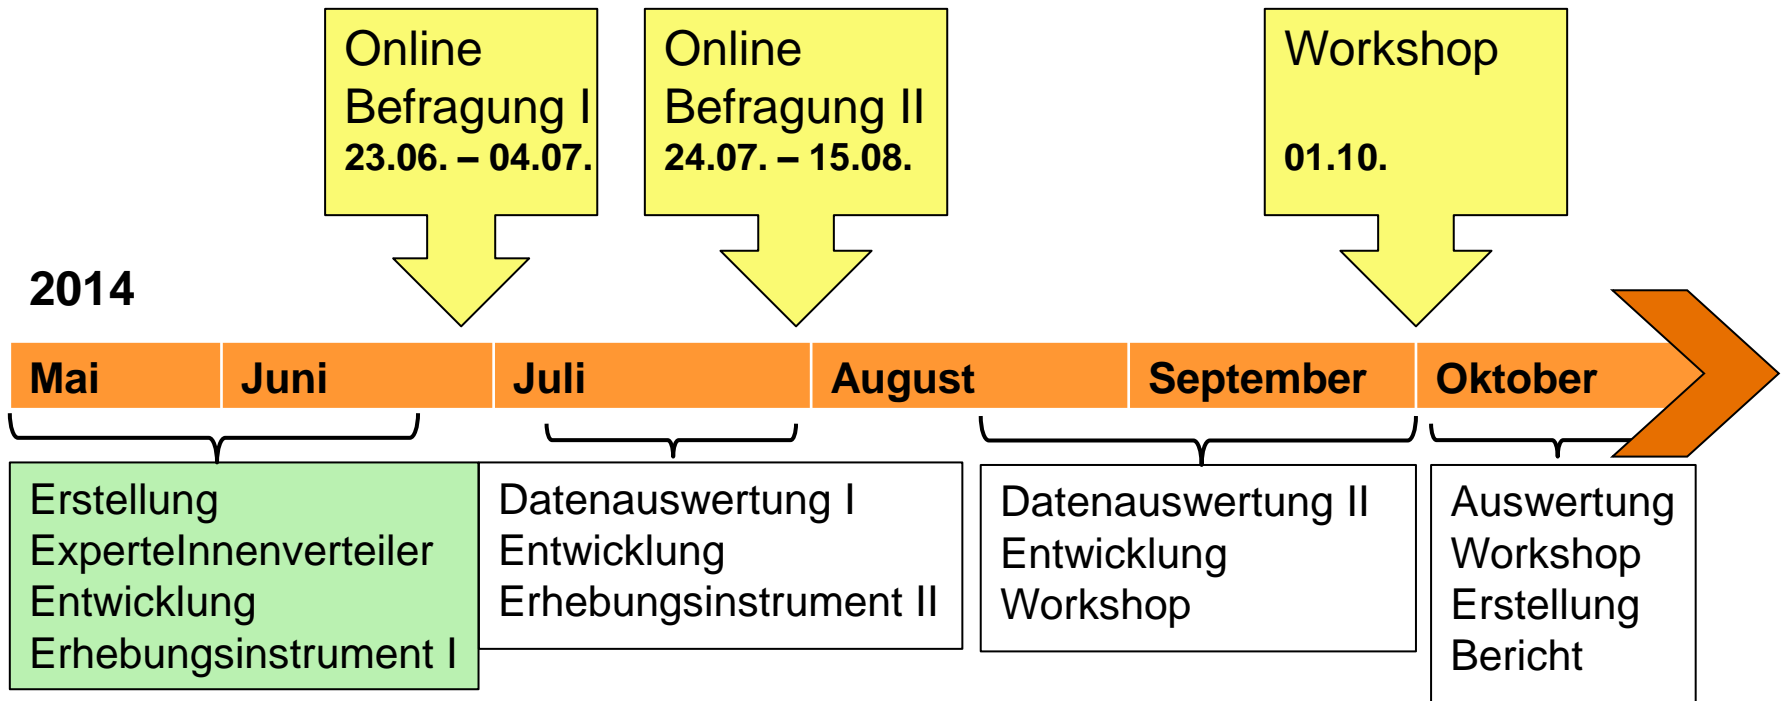 Online
Befragung I
23.06. – 04.07.
Online
Befragung II
24.07. – 15.08.
Workshop
01.10.
2014
Mai
Juni
Juli
August
September
Oktober
Erstellung
ExperteInnenverteiler
Entwicklung
Erhebungsinstrument I
Datenauswertung I
Entwicklung
Erhebungsinstrument II
Datenauswertung II
Entwicklung
Workshop
Auswertung
Workshop
Erstellung
Bericht